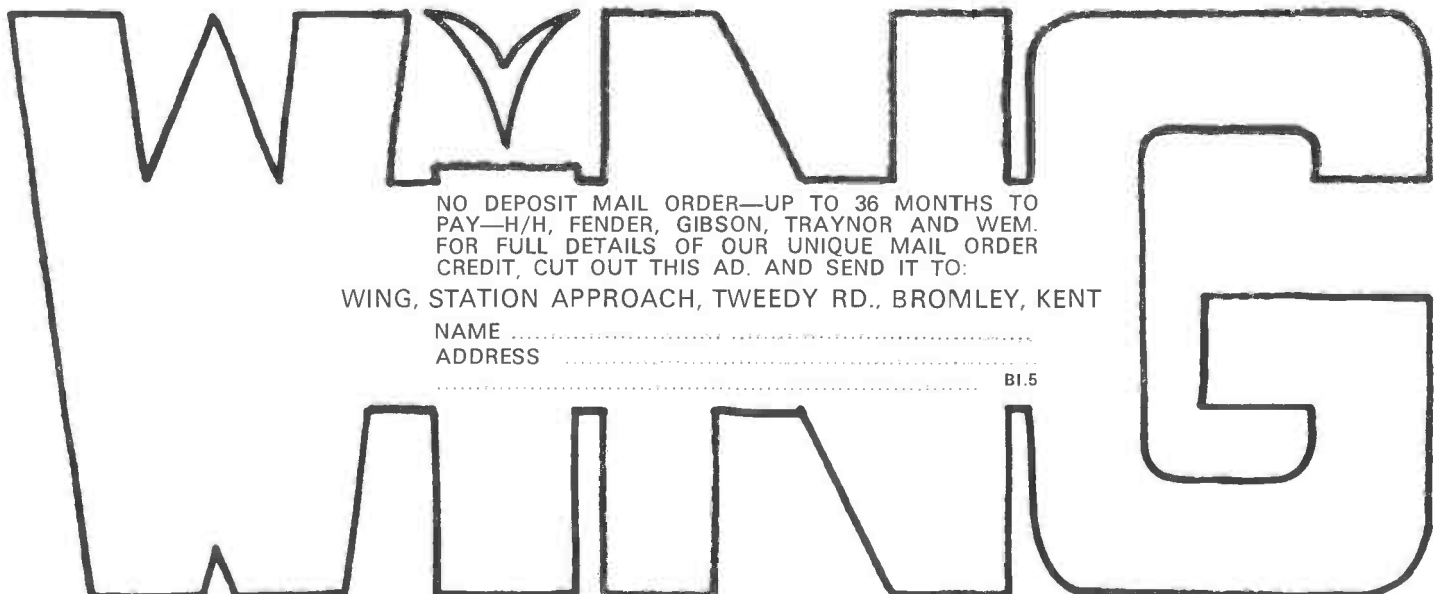 WING
NO DEPOSIT MAIL ORDER—UP TO 36 MONTHS TO
PAY—H/H, FENDER, GIBSON, TRAYNOR AND WEM.
FOR FULL DETAILS OF OUR UNIQUE MAIL ORDER
CREDIT, CUT OUT THIS AD. AND SEND IT TO:
WING, STATION APPROACH, TWEEDY RD., BROMLEY, KENT
NAME
ADDRESS
BI.5